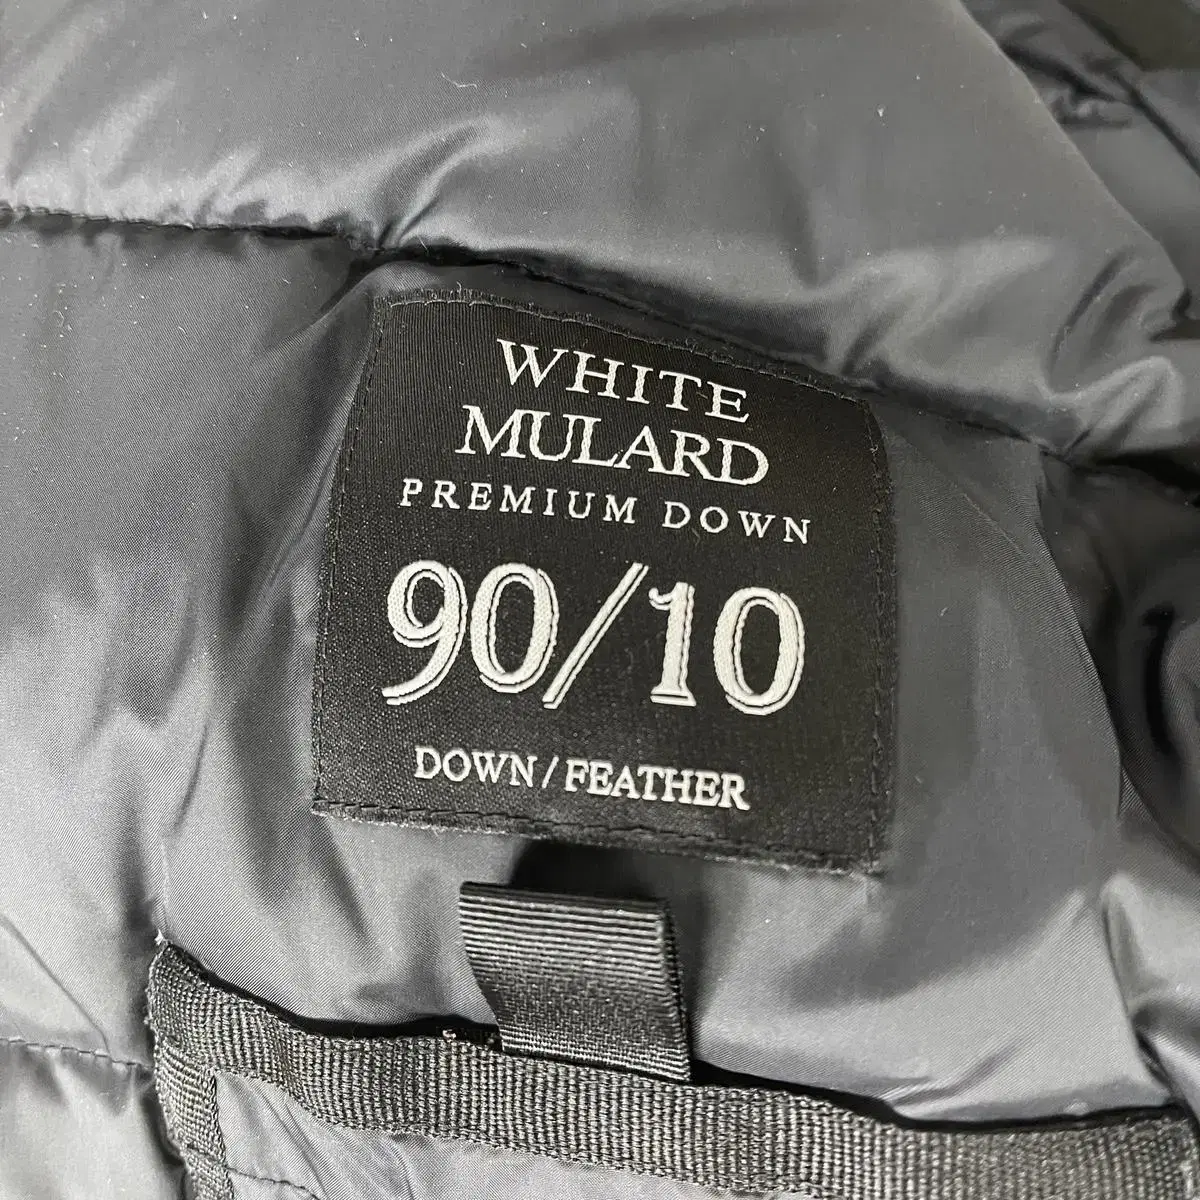 WHITE
MULARD
PREMIUM DOWN
90/10
DOWN / FEATHER